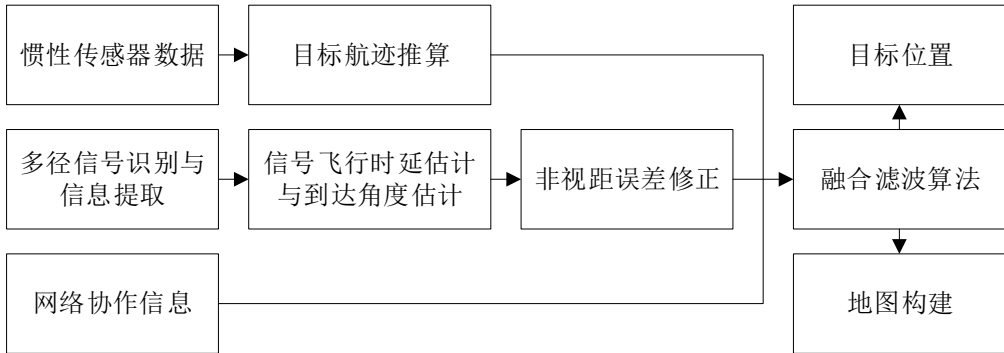 惯性传感器数据
目标航迹推算
目标位置
多径信号识别与
信息提取
信号飞行时延估计
与到达角度估计
非视距误差修正
融合滤波算法
网络协作信息
地图构建